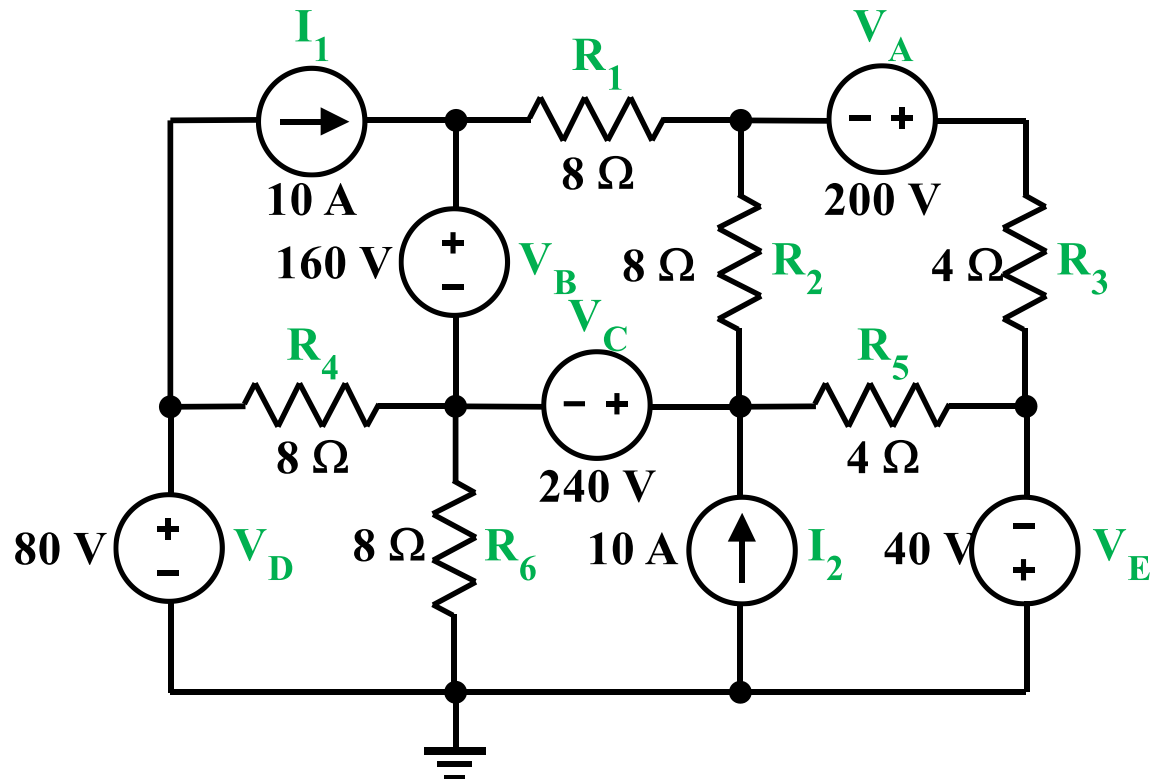 I1
R1
VA
10 A
8 Ω
200 V
160 V
VB
8 Ω
R2
4 Ω
R3
VC
R4
R5
8 Ω
240 V
4 Ω
80 V
VD
8 Ω
R6
10 A
I2
40 V
VE